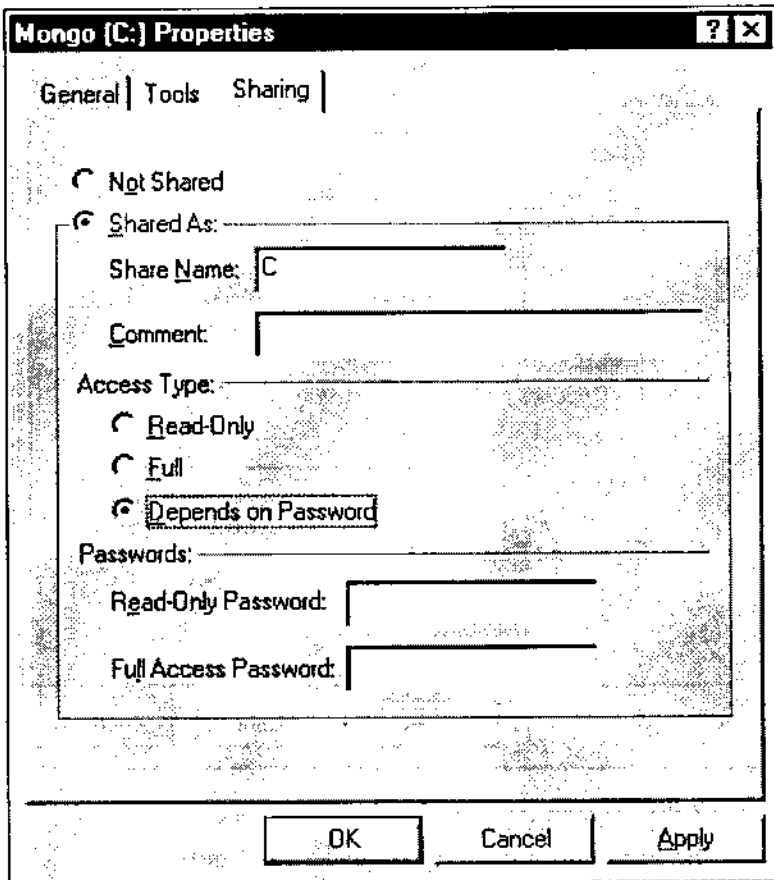 Mongo (C:) Properties
General Tools Sharing
Not Shared
Shared As:
Share Name: C
Comment:
Access Type:
Read-Only
Full
Depends on Password
Passwords:
Read-Only Password:
Full Access Password:
OK Cancel Apply